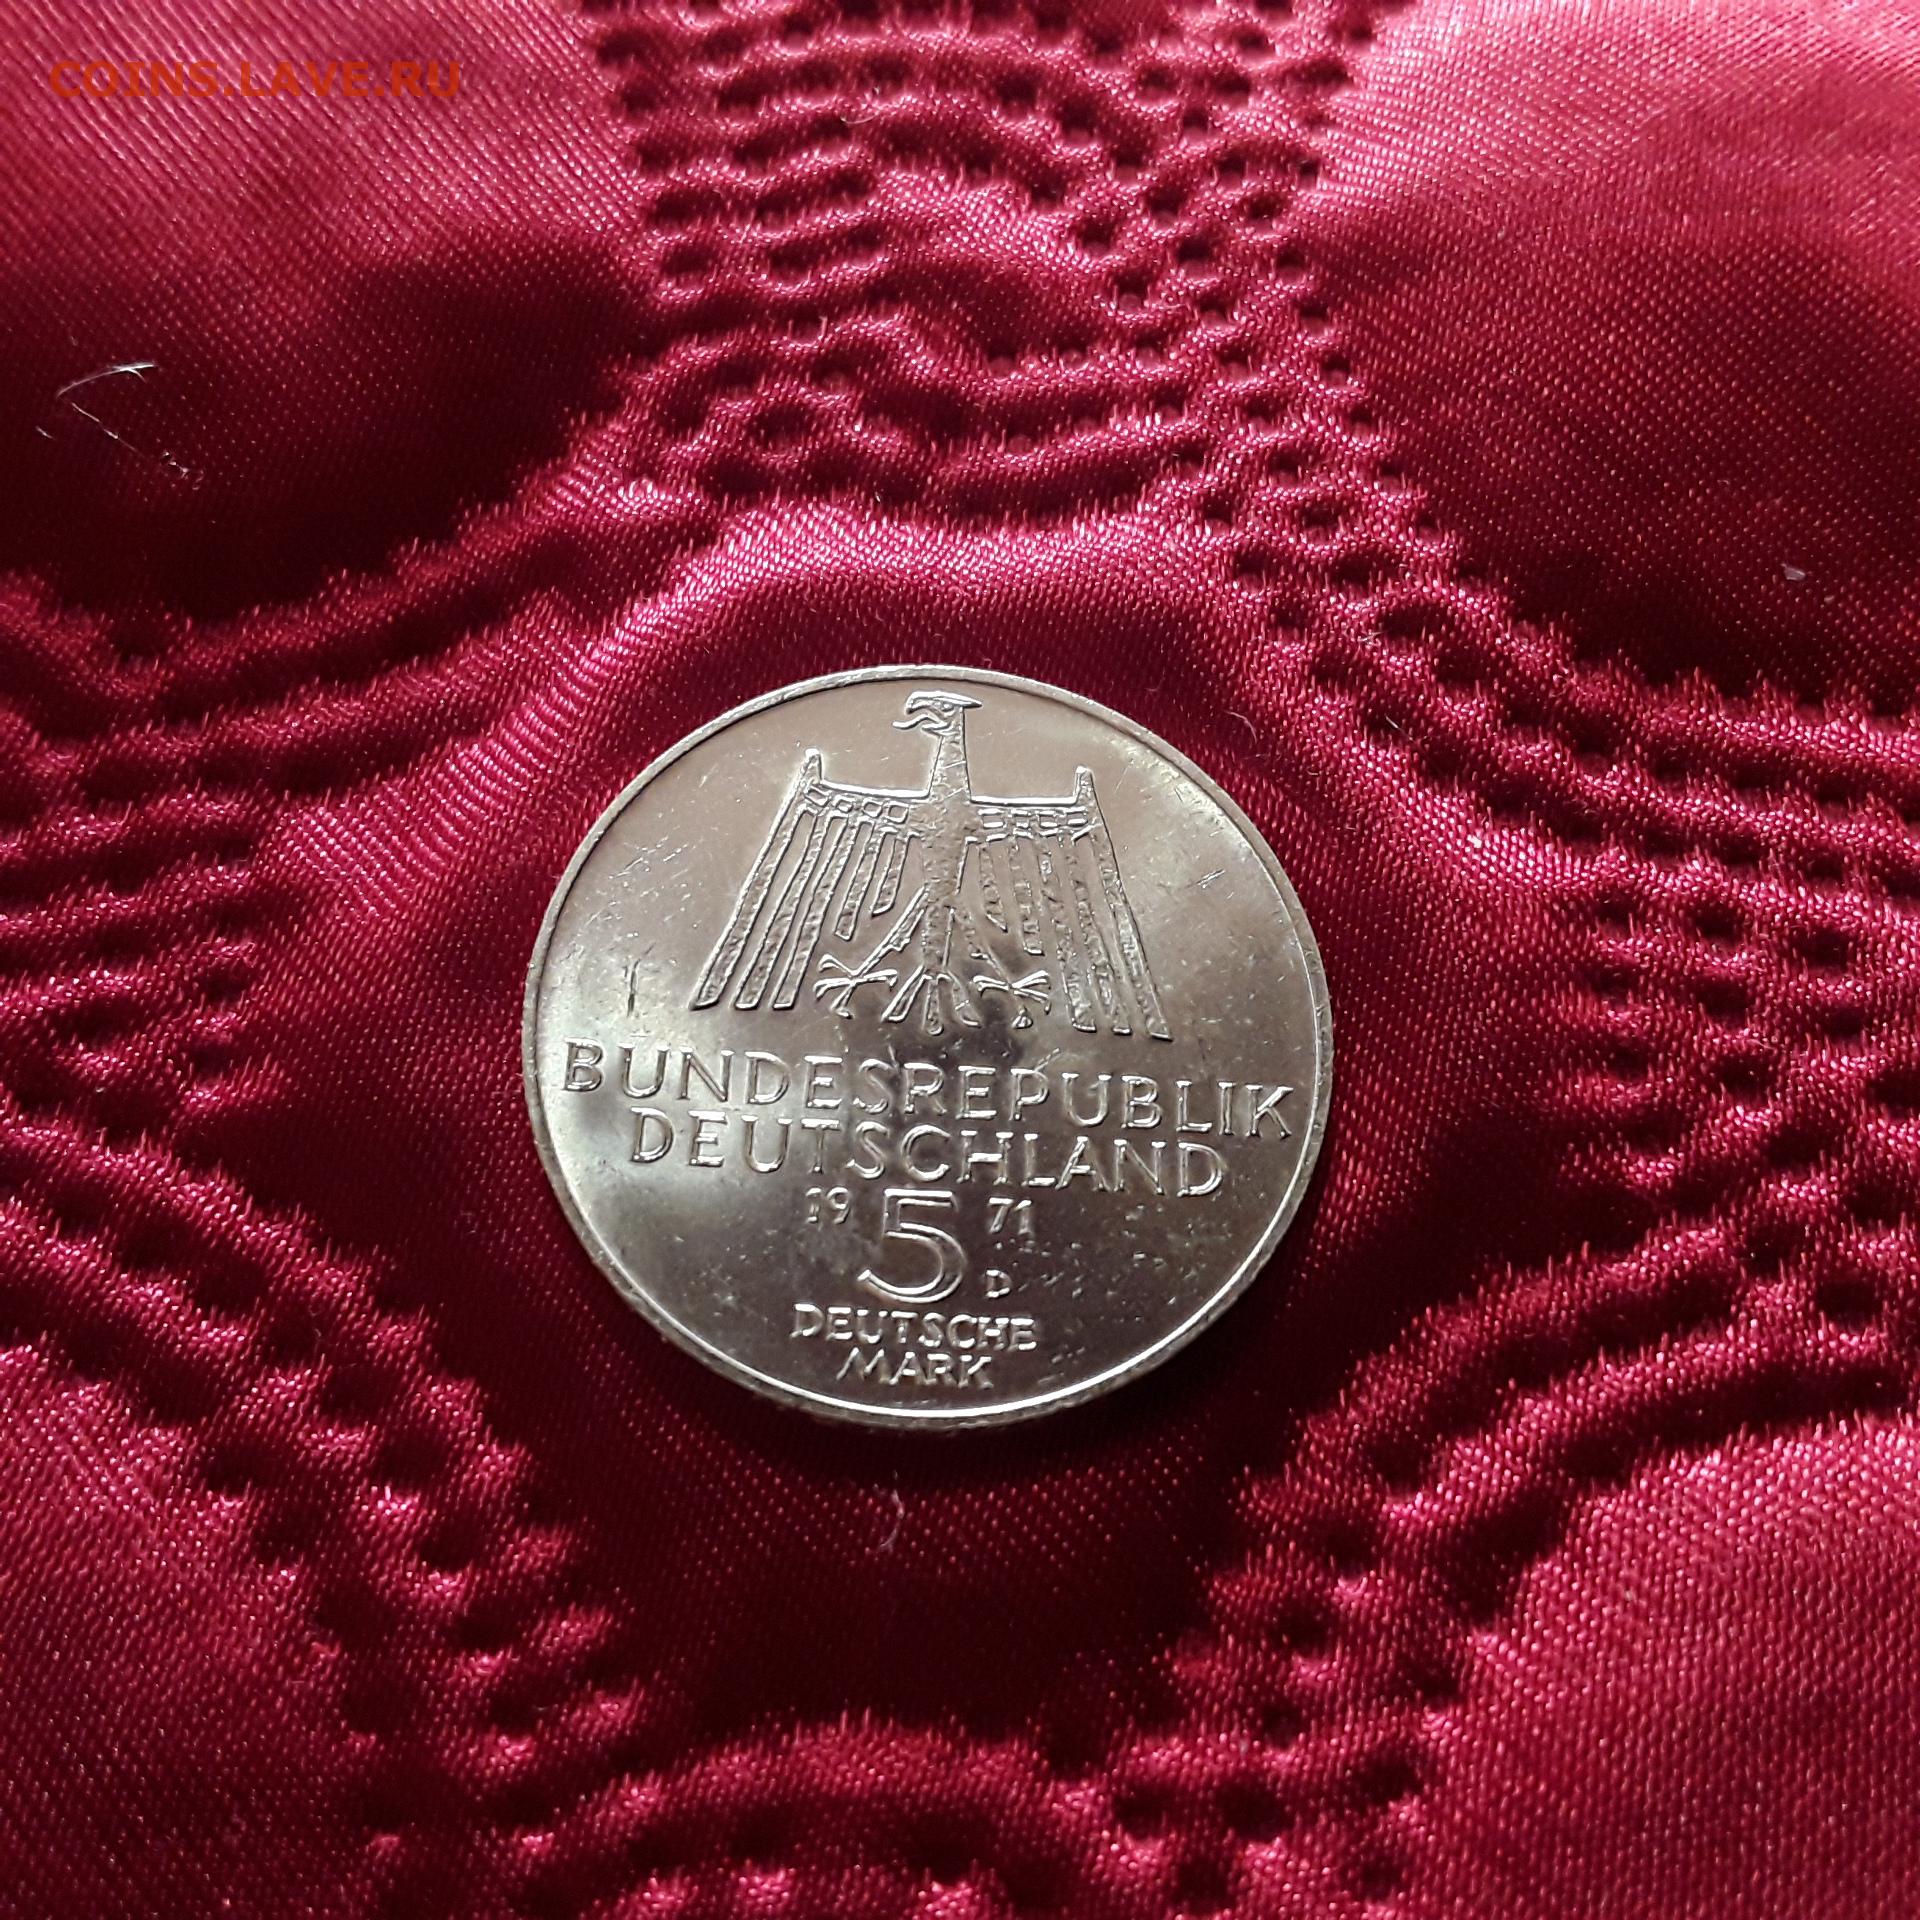 COINS.LAVE.RU
BUNDESREPUBLIK
DEUTSCHLAND
19 5 71
D
DEUTSCHE
MARK